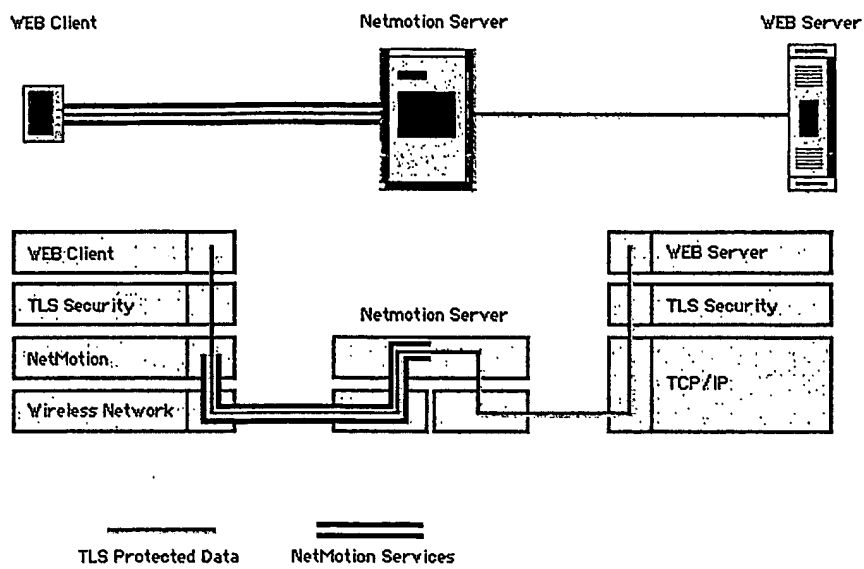 WEB Client
Netmotion Server
WEB Server
WEB Client
TLS Security
NetMotion
Wireless Network
Netmotion Server
WEB Server
TLS Security
TCP/IP
TLS Protected Data
NetMotion Services